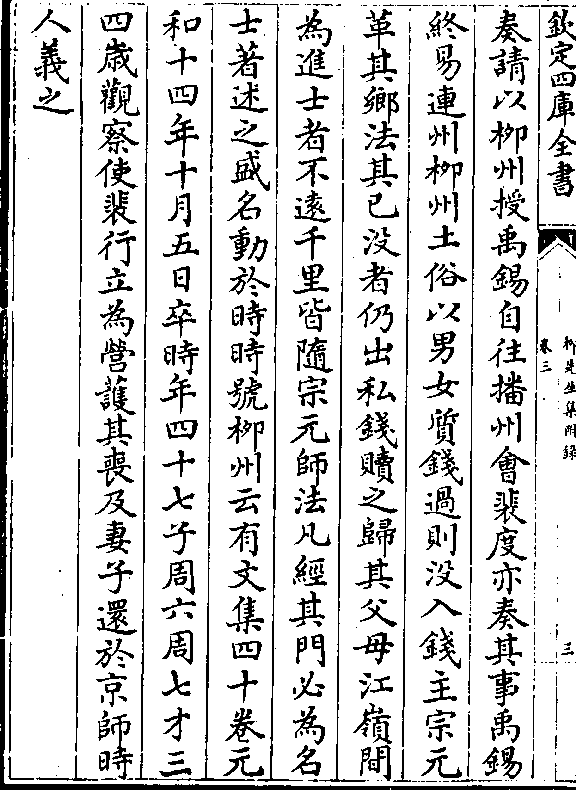 欽定四庫全書
柳先生集附錄
卷三
三
奏請以柳州授禹錫自往播州會裴度亦奏其事禹錫
終易連州柳州土俗以男女質錢過則没入錢主宗元
革其鄉法其已没者仍出私錢贖之歸其父母江嶺間
為進士者不逺千里皆隨宗元師法凡經其門必為名
士著述之盛名動於時時號柳州云有文集四十卷元
和十四年十月五日卒時年四十七子周六周七才三
四歲觀察使裴行立為營護其喪及妻子還於京師時
人義之